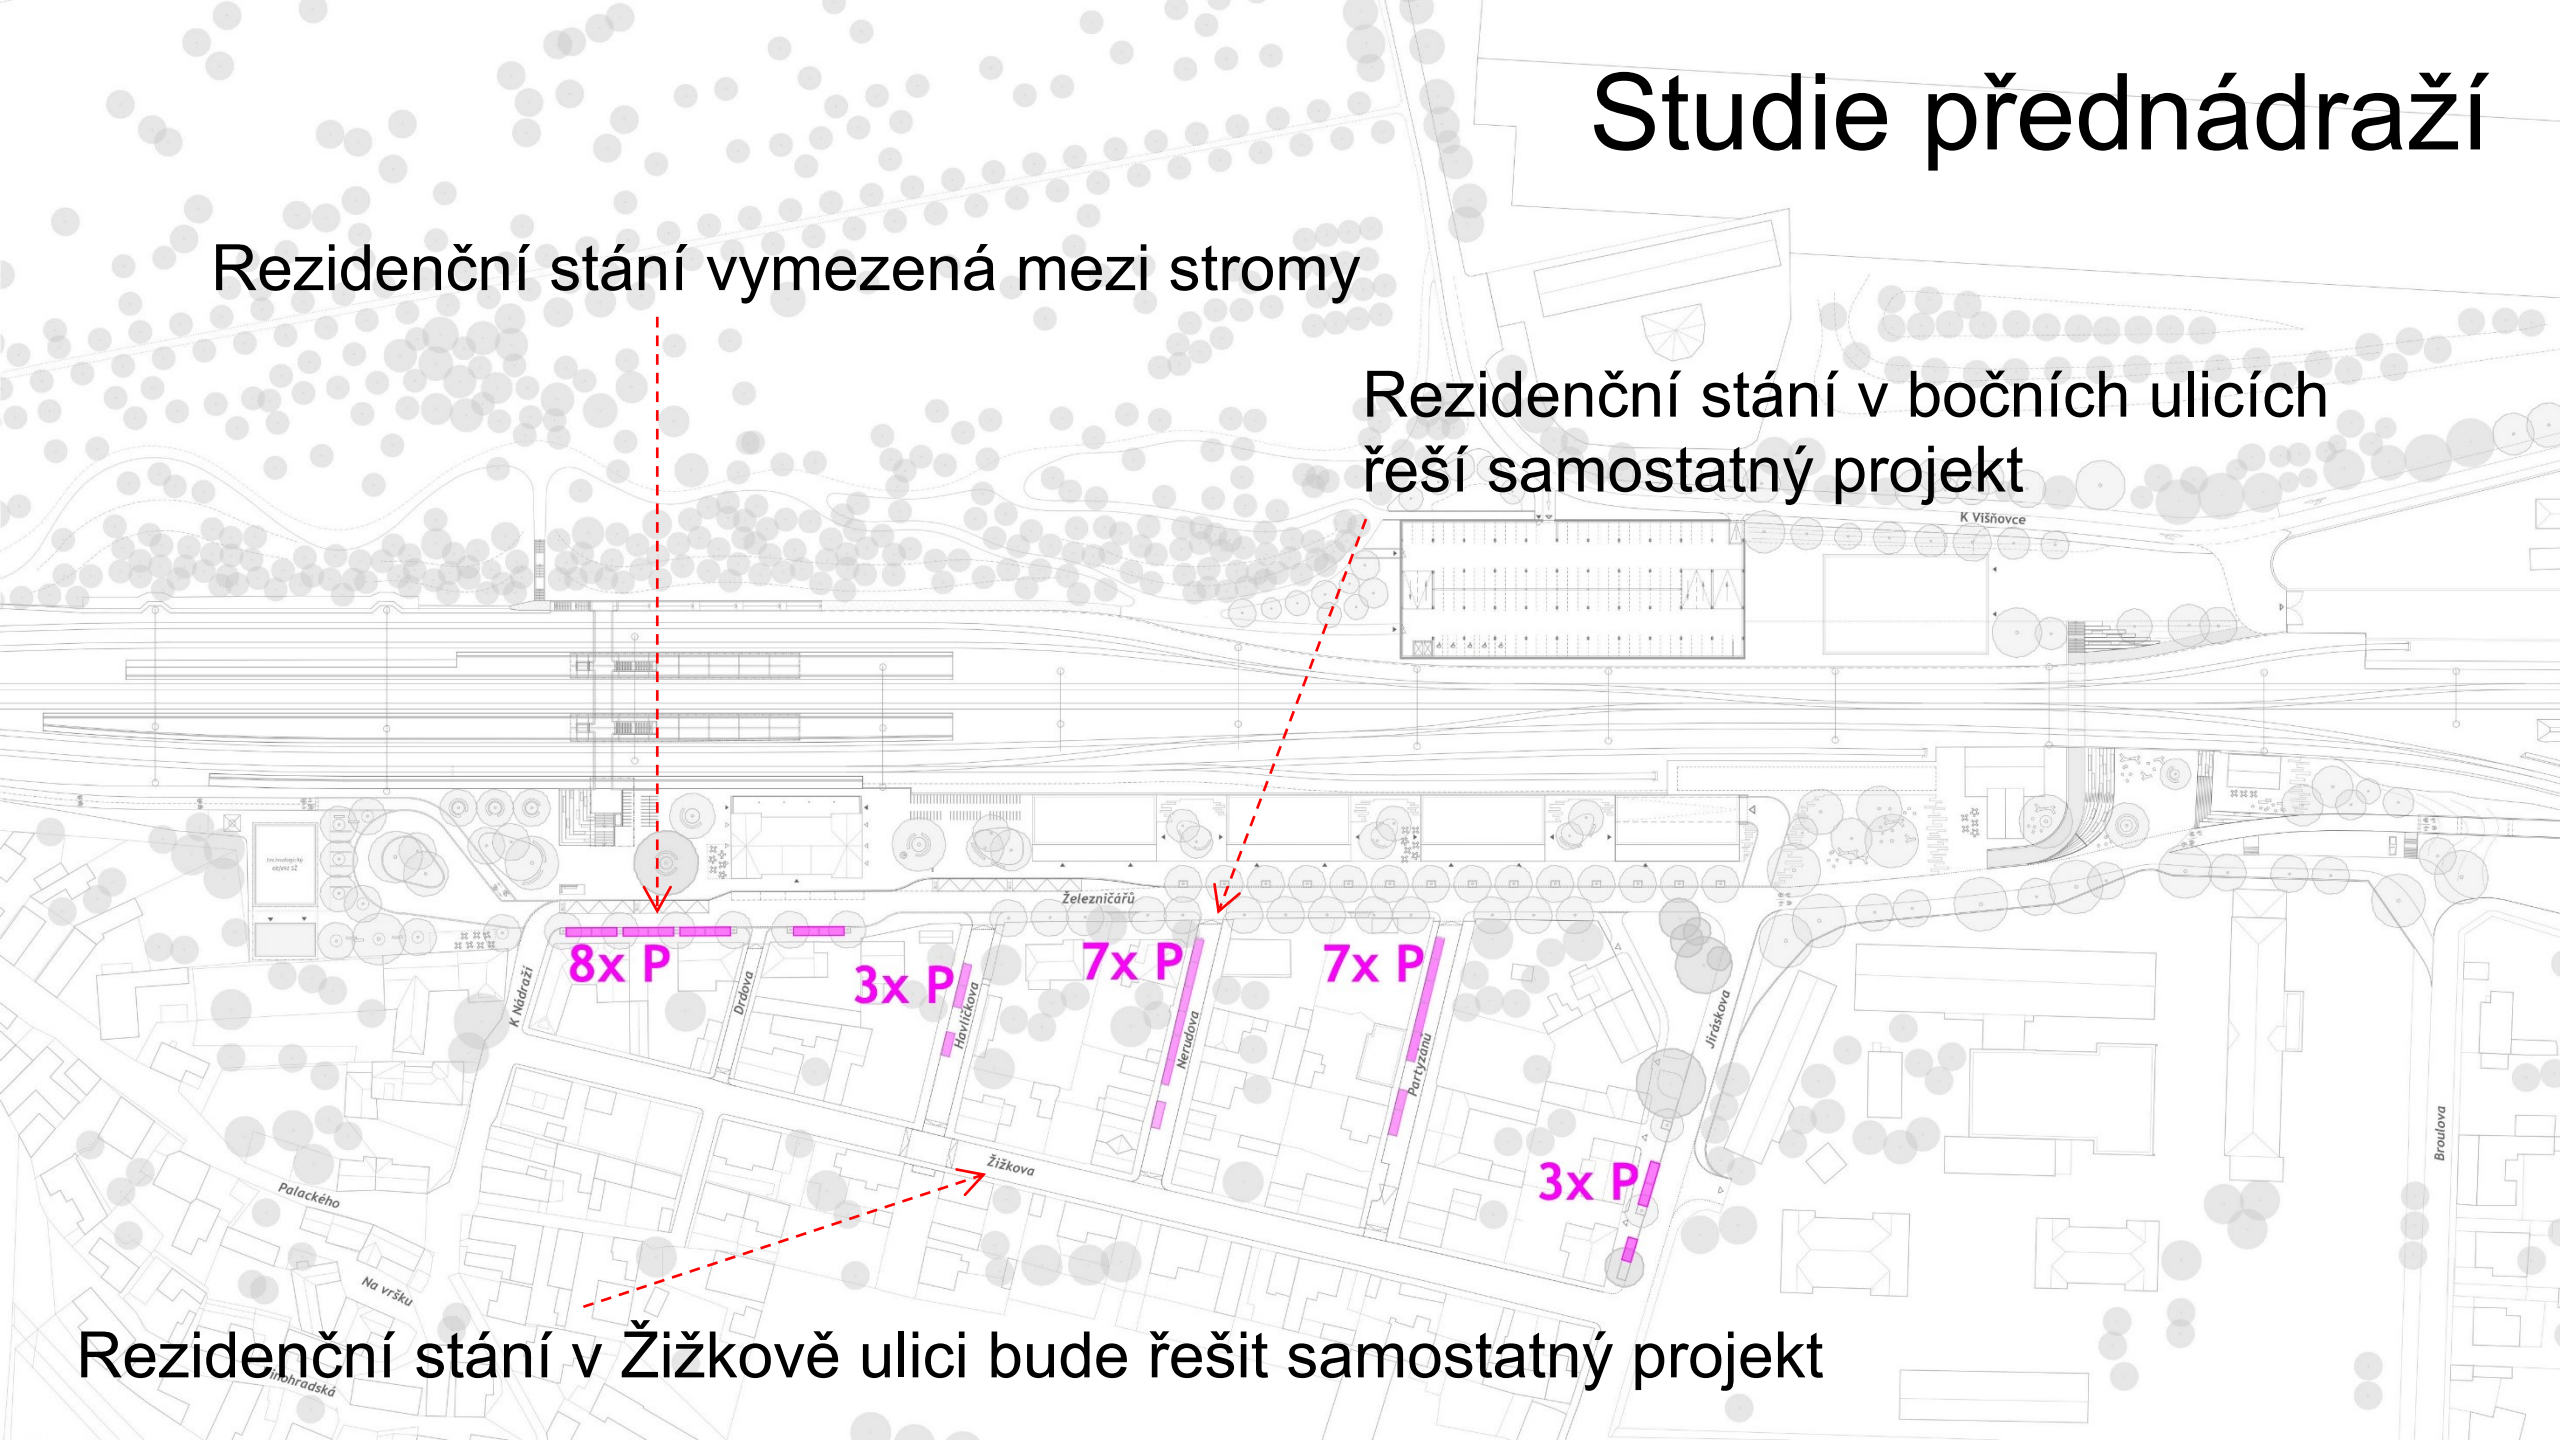 Studie přednádraží
Rezidenční stání vymezená mezi stromy
Rezidenční stání v bočních ulicích
řeší samostatný projekt
K Višňovce
Železničářů
8x P
3x P
7x P
7x P
K Nádraží
Drdova
Havlíčkova
Nerudova
Partyzánů
Jiráskova
Broulova
Žižkova
3x P
Palackého
Na vršku
Rezidenční stání v Žižkově ulici bude řešit samostatný projekt